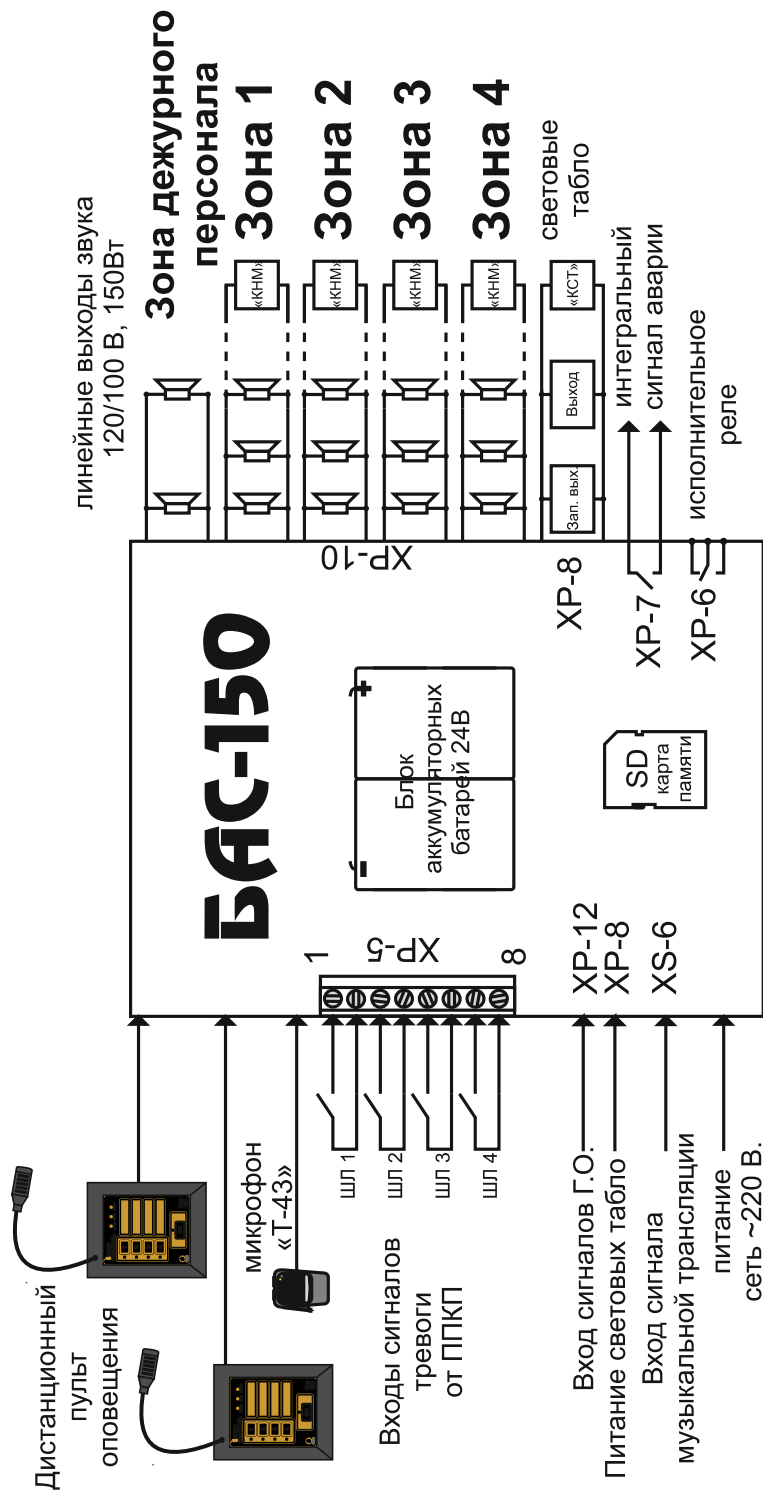 Дистанционный
пульт
оповещения
микрофон
«Т-43»
Входы сигналов
тревоги
от ППКП
ШЛ 1
ШЛ 2
ШЛ 3
ШЛ 4
Вход сигналов Г.О.
Питание световых табло
Вход сигнала
музыкальной трансляции
питание
сеть ~220 В.
БАС-150
1
XP-5
8
XP-12
XP-8
XS-6
Блок
аккумуляторных
батарей 24В
SD
карта
памяти
XP-10
XP-8
XP-7
XP-6
линейные выходы звука
120/100 В, 150Вт
Зона дежурного
персонала
«КНМ»
Зона 1
«КНМ»
Зона 2
«КНМ»
Зона 3
«КНМ»
Зона 4
Зап. вых.
Выход
«КСТ»
световые
табло
интегральный
сигнал аварии
исполнительное
реле